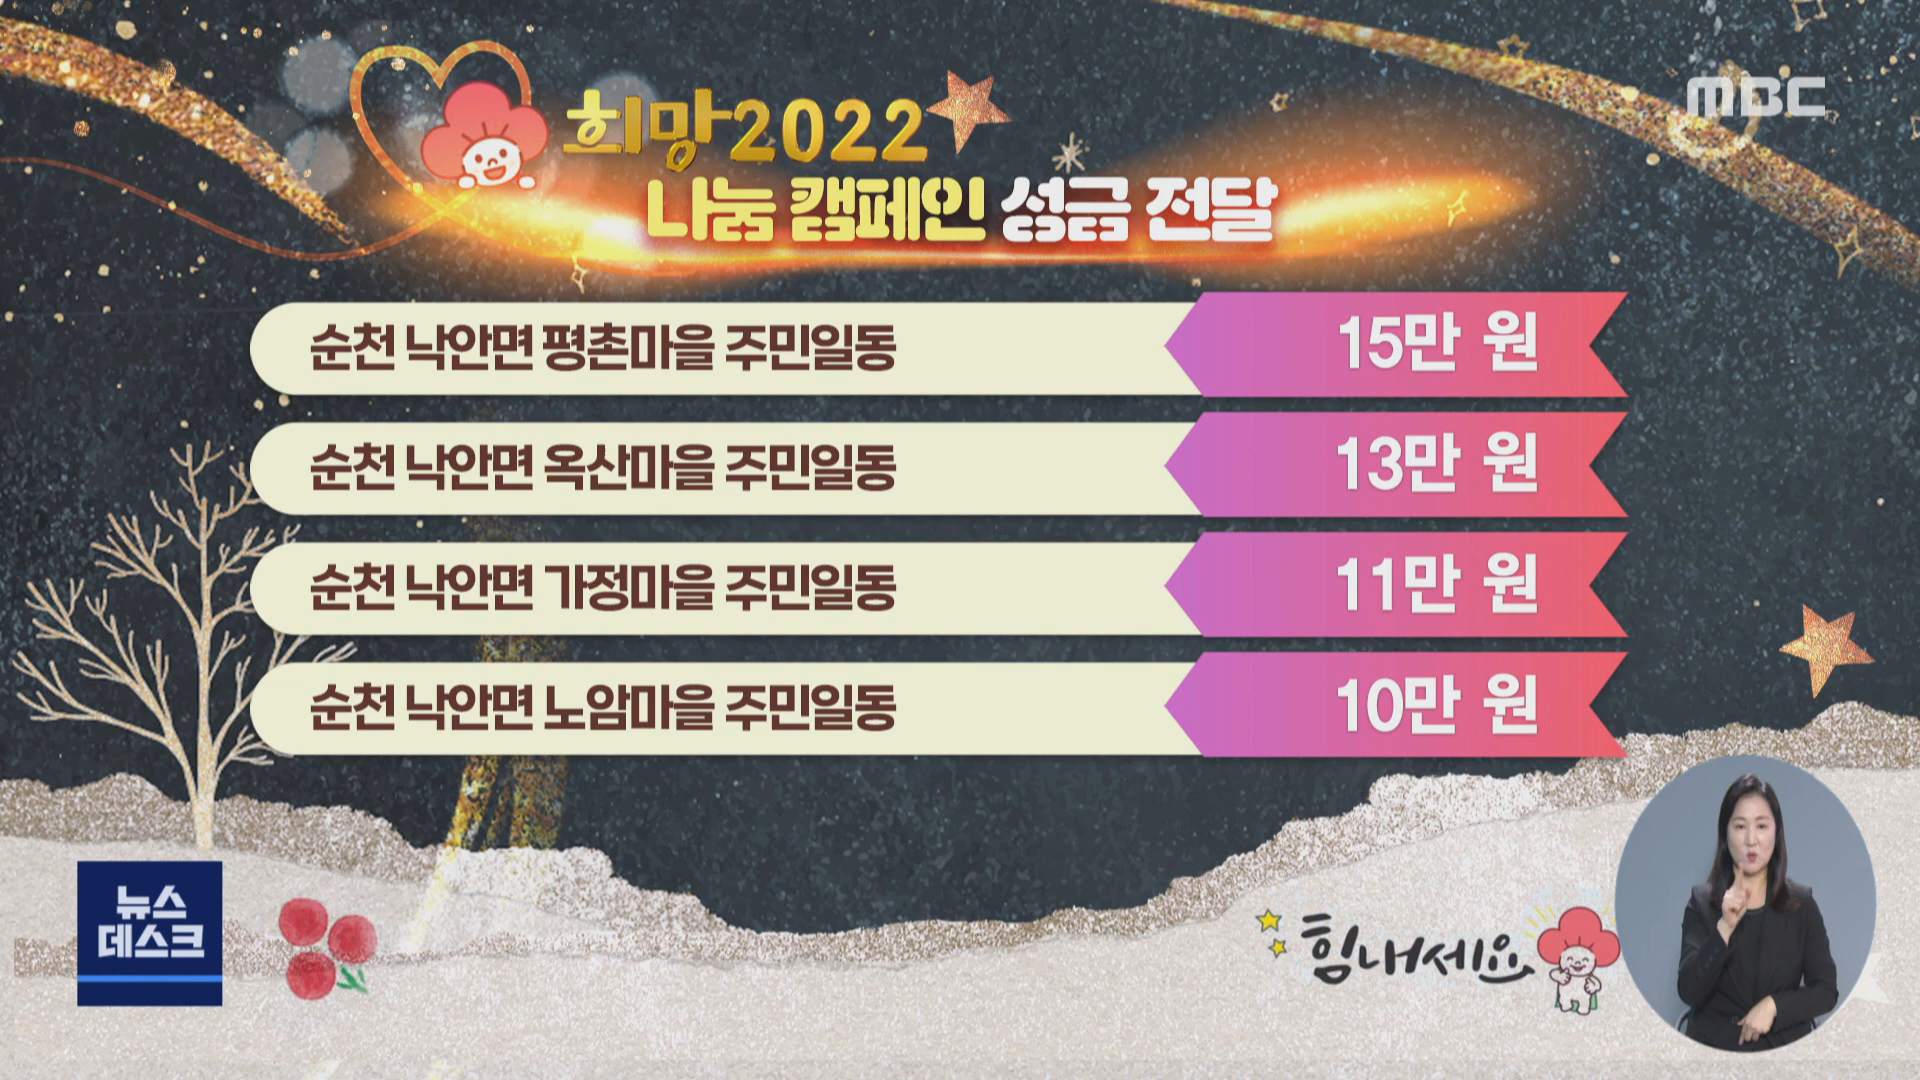 희망2022
나눔 캠페인 성금 전달
MBC
순천 낙안면 평촌마을 주민일동 15만 원
순천 낙안면 옥산마을 주민일동 13만 원
순천 낙안면 가정마을 주민일동 11만 원
순천 낙안면 노암마을 주민일동 10만 원
뉴스
데스크
힘내세요